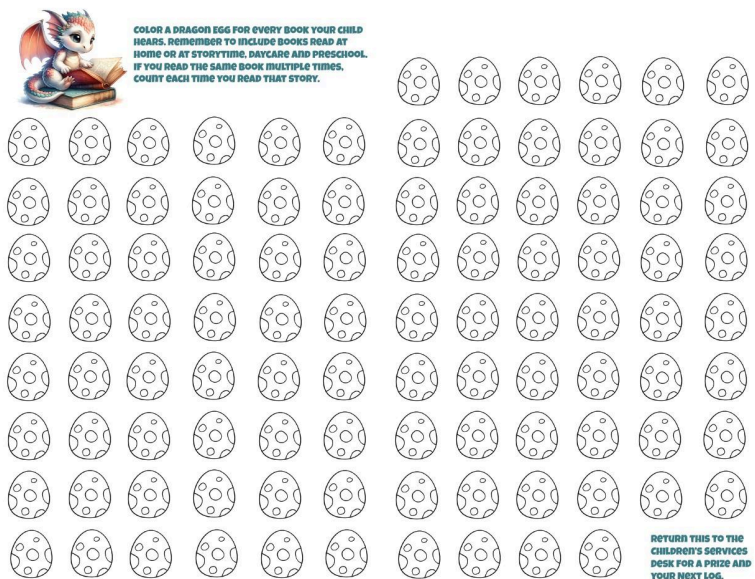 Color a dragon egg for every book your child
hears. Remember to include books read at
home or at storytime, daycare and preschool.
If you read the same book multiple times,
count each time you read that story.
Return this to the
Children's Services
desk for a prize and
your next log.